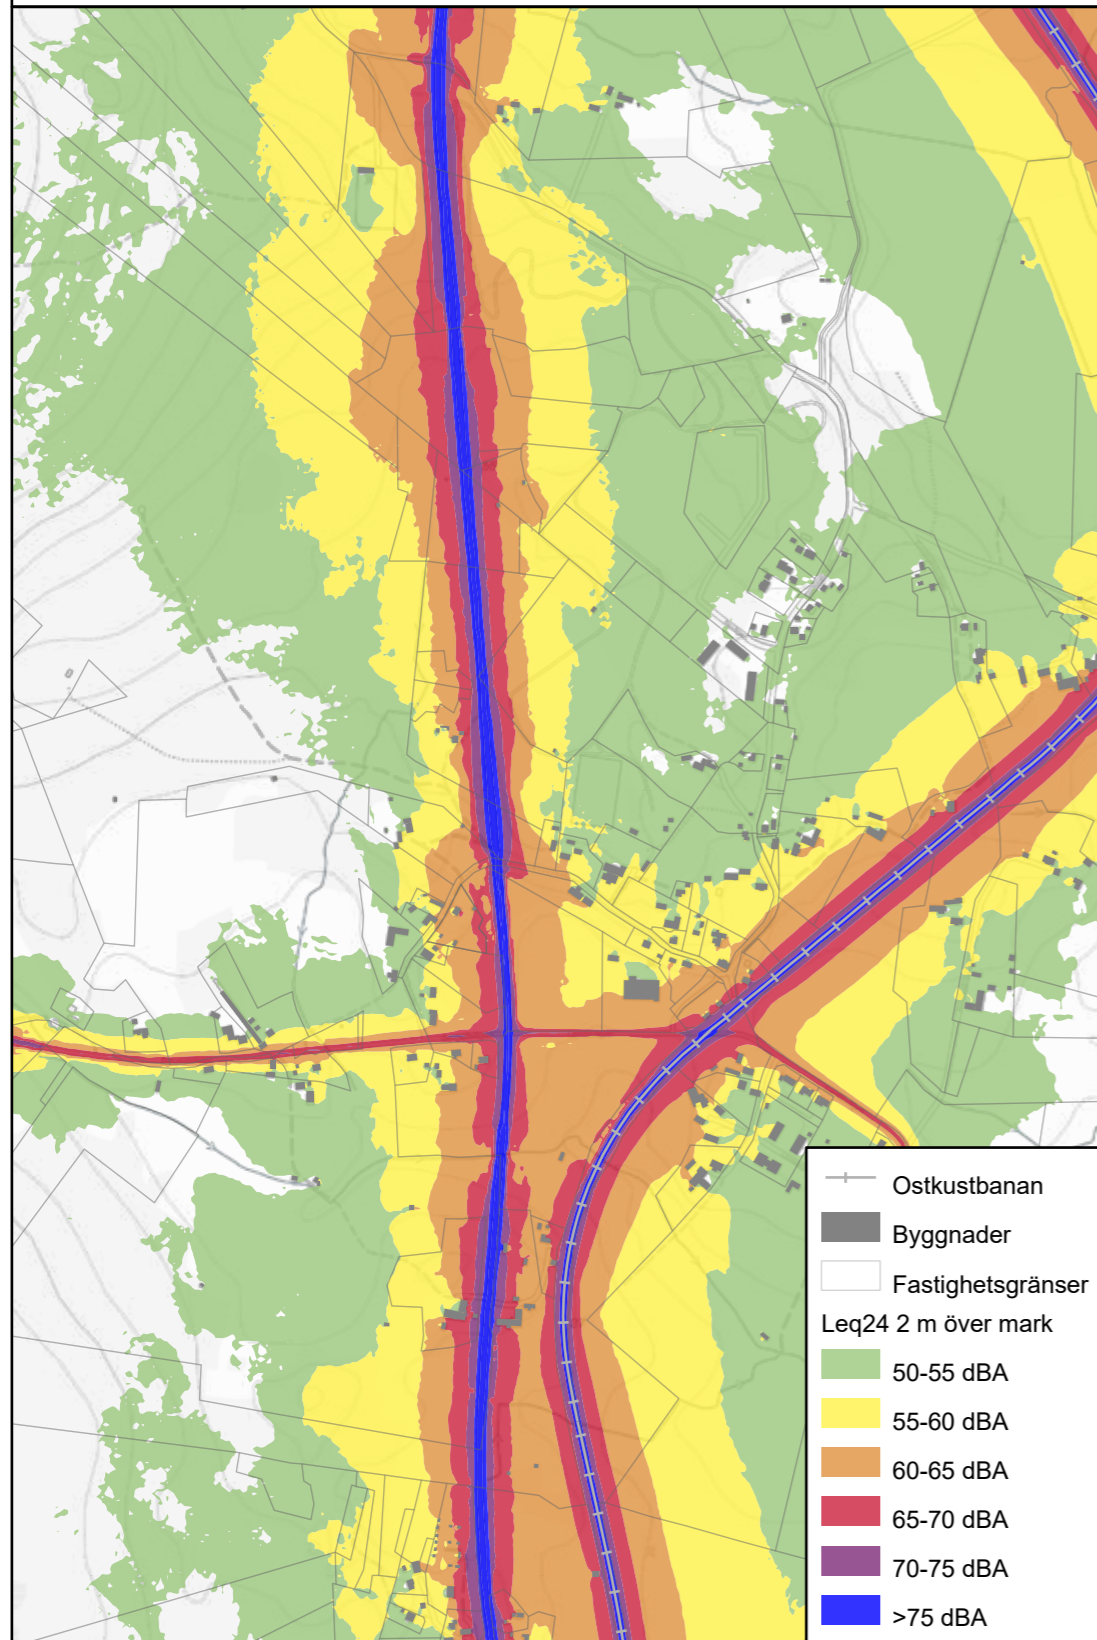 Ostkustbanan
Byggnader
Fastighetsgränser
Leq24 2 m över mark
50-55 dBA
55-60 dBA
60-65 dBA
65-70 dBA
70-75 dBA
>75 dBA